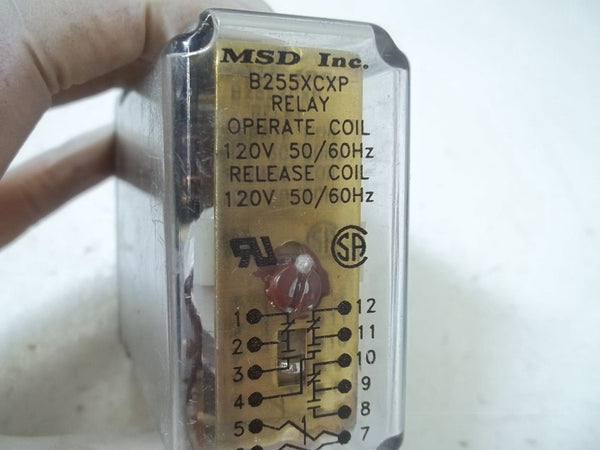 MSD Inc.
B255XCXP
RELAY
OPERATE COIL
120V 50/60Hz
RELEASE COIL
120V 50/60Hz
1 12
2 11
3 10
4 9
5 8
7